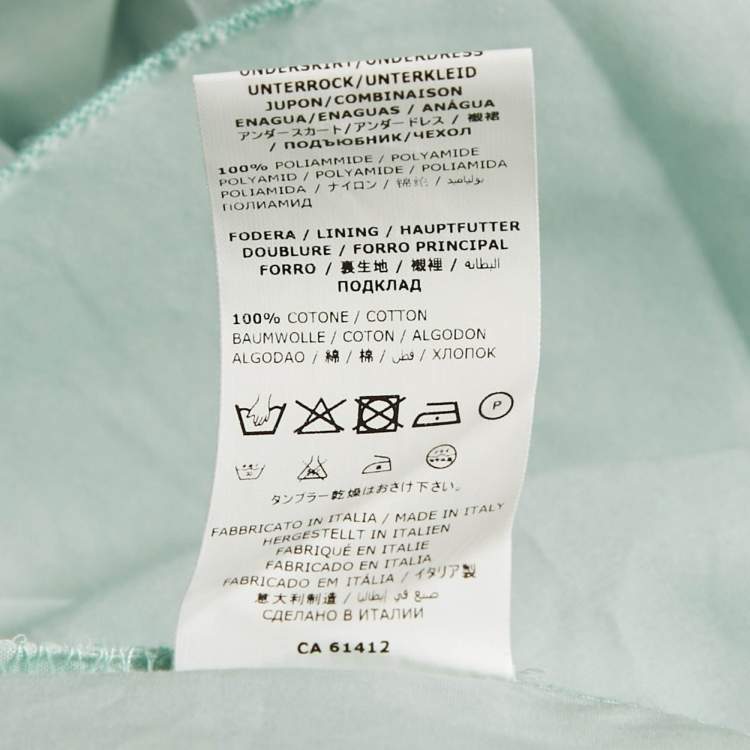 UNDERSKIRT/UNDERDRESS
UNTERROCK/UNTERKLEID
JUPON/COMBINAISON
ENAGUA/ENAGUAS / ANÁGUA
アンダースカート/アンダードレス / 襯裙
/ ПОДЪЮБНИК/ЧЕХОЛ
100% POLIAMMIDE / POLYAMIDE
POLYAMID / POLYAMIDE / POLIAMIDA
POLIAMIDA / ナイロン / 綿綸 / بولياميد
ПОЛИАМИД
FODERA / LINING / HAUPTFUTTER
DOUBLURE / FORRO PRINCIPAL
FORRO / 裏生地 / 襯裡 / البطانه
ПОДКЛАД
100% COTONE / COTTON
BAUMWOLLE / COTON / ALGODON
ALGODAO / 綿 / 棉 / قطن / ХЛОПОК
P
タンブラー乾燥はおさけ下さい。
FABBRICATO IN ITALIA / MADE IN ITALY
HERGESTELLT IN ITALIEN
FABRIQUÉ EN ITALIE
FABRICADO EN ITALIA
FABRICADO EM ITÁLIA / イタリア製
意大利制造 / صنع في إيطاليا /
СДЕЛАНО В ИТАЛИИ
CA 61412